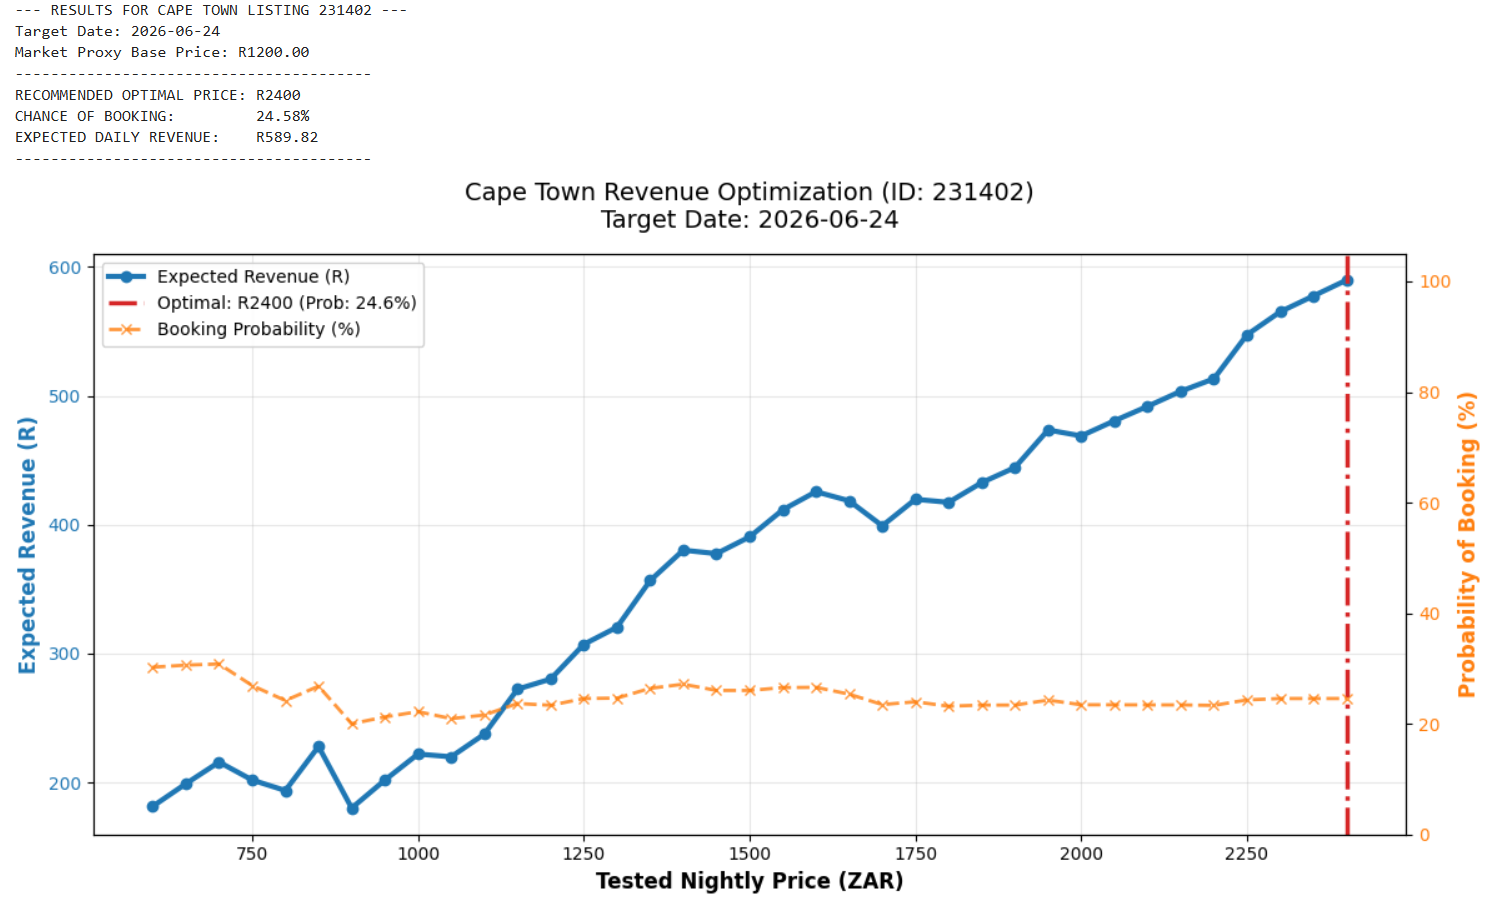 --- RESULTS FOR CAPE TOWN LISTING 231402 ---
Target Date: 2026-06-24
Market Proxy Base Price: R1200.00
----------------------------------------
RECOMMENDED OPTIMAL PRICE: R2400
CHANCE OF BOOKING: 24.58%
EXPECTED DAILY REVENUE: R589.82
----------------------------------------
Cape Town Revenue Optimization (ID: 231402)
Target Date: 2026-06-24
Expected Revenue (R)
Optimal: R2400 (Prob: 24.6%)
Booking Probability (%)
Expected Revenue (R)
600
500
400
300
200
100
80
60
40
20
0
Probability of Booking (%)
750 1000 1250 1500 1750 2000 2250
Tested Nightly Price (ZAR)